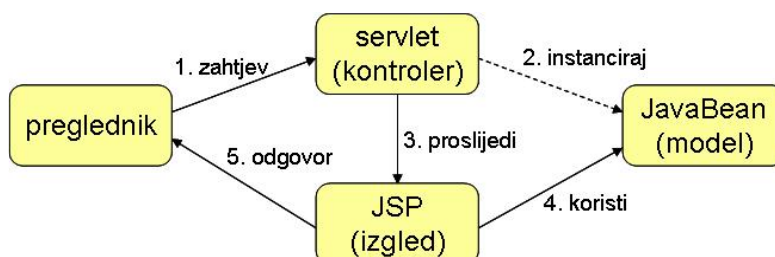 servlet
(kontroler)
1. zahtjev
2. instanciraj
preglednik
JavaBean
(model)
3. proslijedi
5. odgovor
JSP
(izgled)
4. koristi